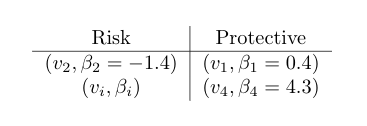 Risk Protective
(v₂, β₂ = −1.4) (v₁, β₁ = 0.4)
(vᵢ, βᵢ) (v₄, β₄ = 4.3)